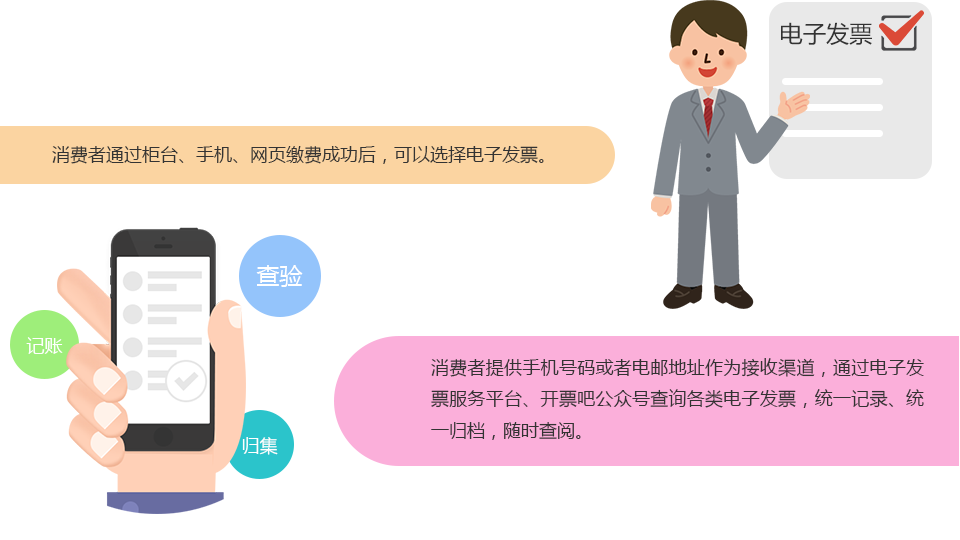 电子发票
消费者通过柜台、手机、网页缴费成功后，可以选择电子发票。
查验
记账
消费者提供手机号码或者电邮地址作为接收渠道，通过电子发
票服务平台、开票吧公众号查询各类电子发票，统一记录、统
一归档，随时查阅。
归集